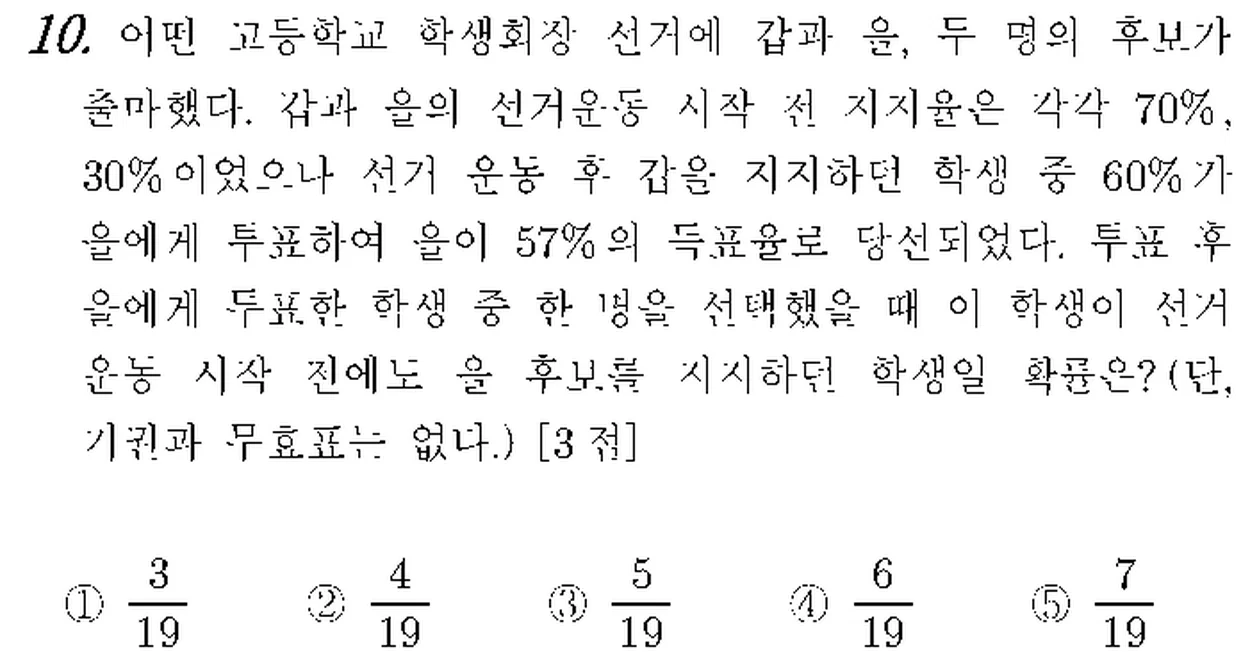 10. 어떤 고등학교 학생회장 선거에 갑과 을, 두 명의 후보가
출마했다. 갑과 을의 선거운동 시작 전 지지율은 각각 70%,
30%이었으나 선거 운동 후 갑을 지지하던 학생 중 60%가
을에게 투표하여 을이 57%의 득표율로 당선되었다. 투표 후
을에게 투표한 학생 중 한 명을 선택했을 때 이 학생이 선거
운동 시작 전에도 을 후보를 지지하던 학생일 확률은? (단,
기권과 무효표는 없다.) [3점]
① 3/19 ② 4/19 ③ 5/19 ④ 6/19 ⑤ 7/19